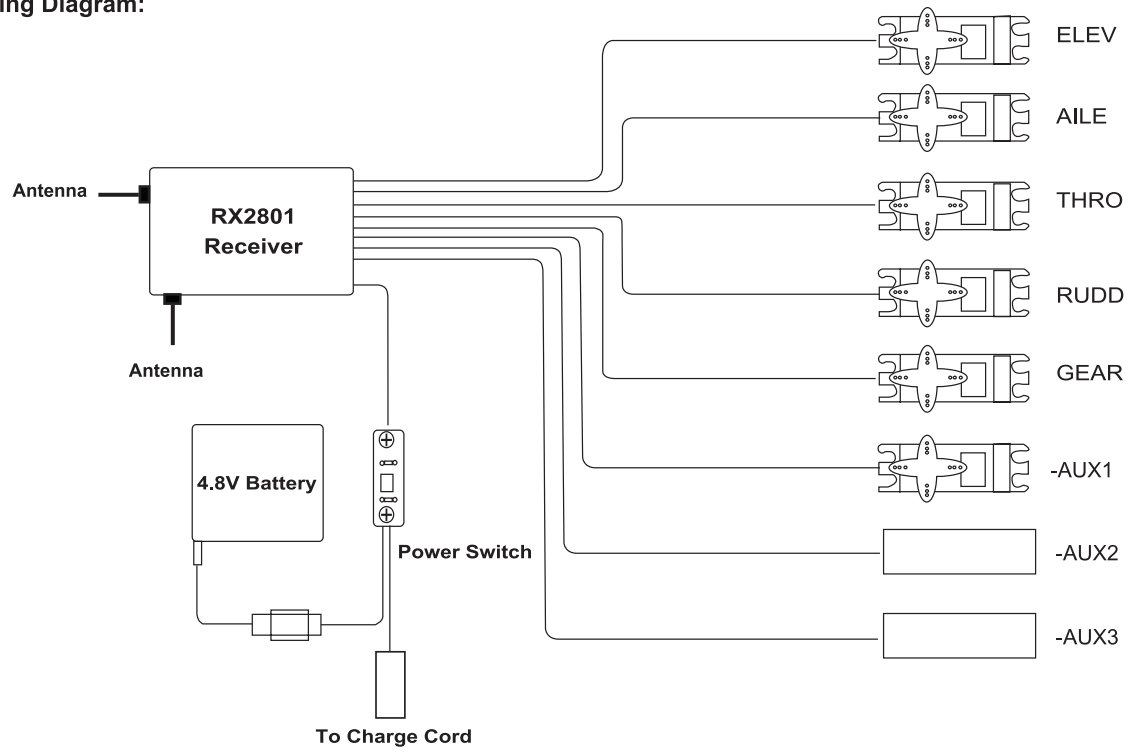 ing Diagram:
ELEV
AILE
THRO
RUDD
GEAR
-AUX1
-AUX2
-AUX3
Antenna
RX2801
Receiver
Antenna
4.8V Battery
Power Switch
To Charge Cord